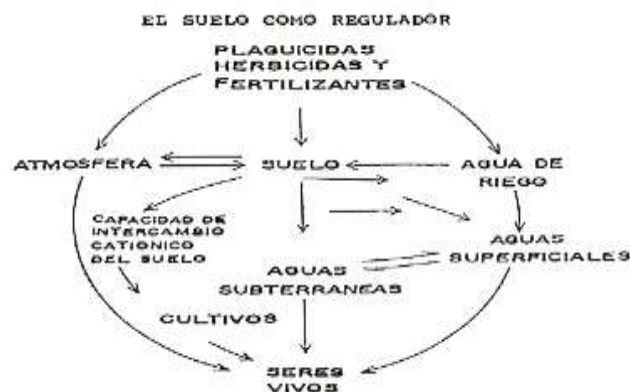 EL SUELO COMO REGULADOR
PLAGUICIDAS
HERBICIDAS Y
FERTILIZANTES
ATMOSFERA
SUELO
AGUA DE
RIEGO
CAPACIDAD DE
INTERCAMBIO
CATIONICO
DEL SUELO
AGUAS
SUPERFICIALES
AGUAS
SUBTERRANEAS
CULTIVOS
SERES
VIVOS